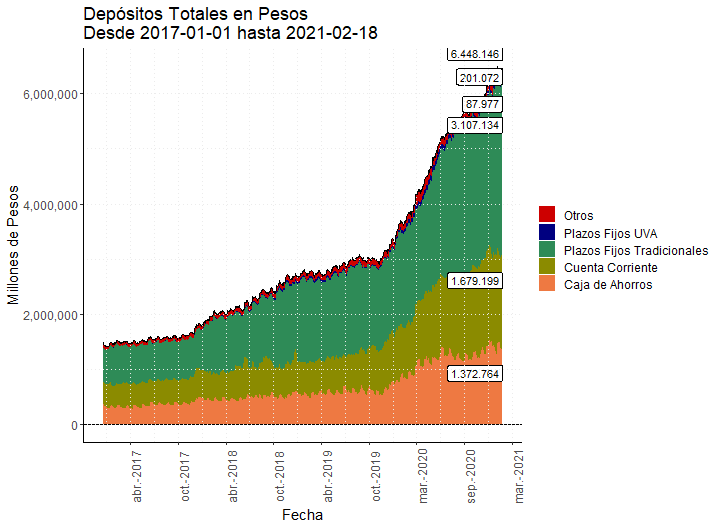 Depósitos Totales en Pesos
Desde 2017-01-01 hasta 2021-02-18
Millones de Pesos
6,000,000
4,000,000
2,000,000
0
6.448.146
201.072
87.977
3.107.134
1.679.199
1.372.764
abr.-2017
oct.-2017
abr.-2018
oct.-2018
abr.-2019
oct.-2019
mar.-2020
sep.-2020
mar.-2021
Fecha
Otros
Plazos Fijos UVA
Plazos Fijos Tradicionales
Cuenta Corriente
Caja de Ahorros